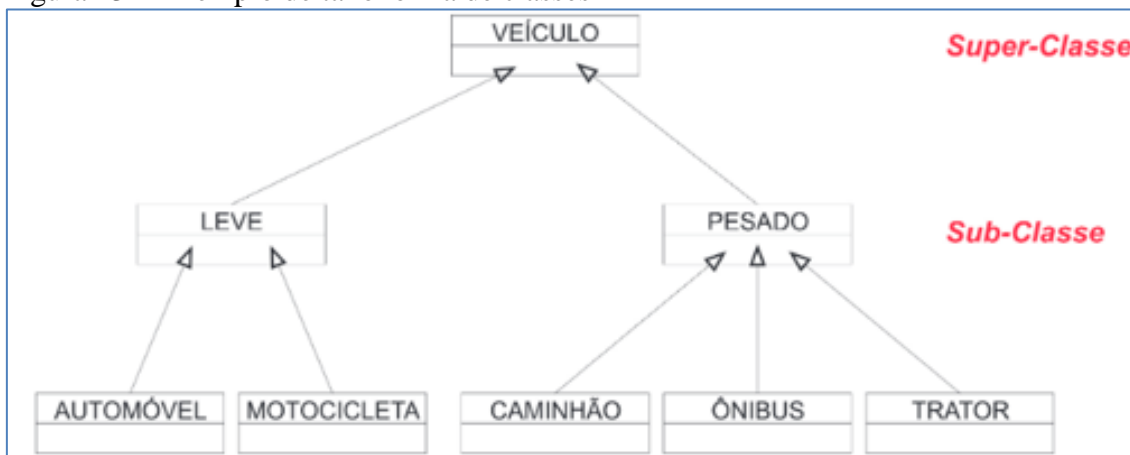 VEÍCULO
Super-Classe
LEVE
PESADO
Sub-Classe
AUTOMÓVEL
MOTOCICLETA
CAMINHÃO
ÔNIBUS
TRATOR